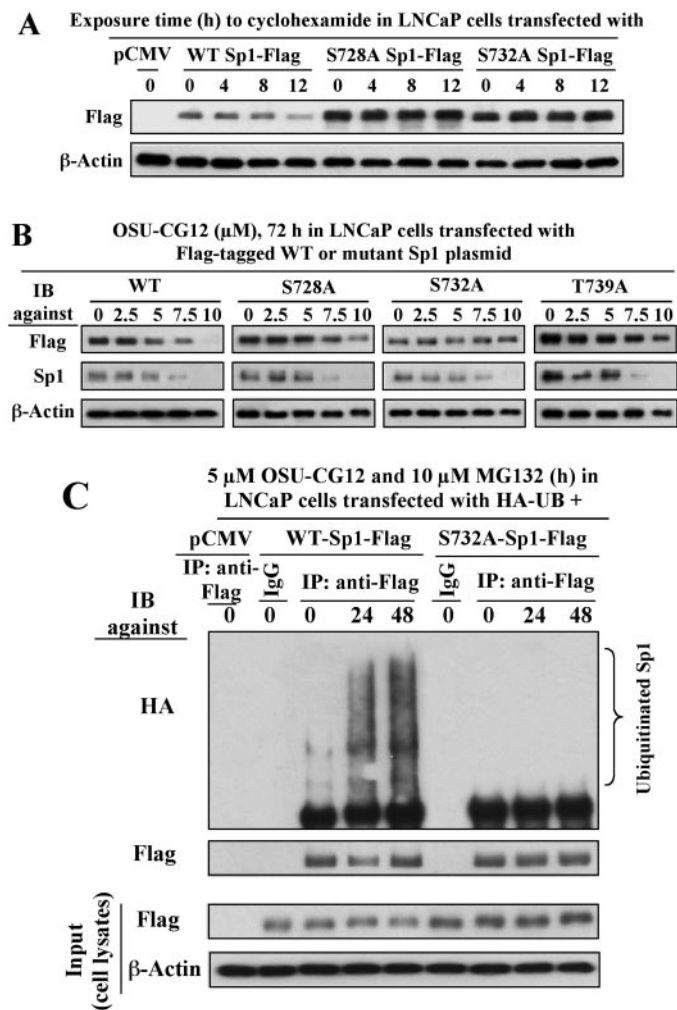 A
Exposure time (h) to cyclohexamide in LNCaP cells transfected with
pCMV WT Sp1-Flag S728A Sp1-Flag S732A Sp1-Flag
0 0 4 8 12 0 4 8 12 0 4 8 12
Flag
β-Actin
B
OSU-CG12 (μM), 72 h in LNCaP cells transfected with
Flag-tagged WT or mutant Sp1 plasmid
IB against
WT S728A S732A T739A
0 2.5 5 7.5 10 0 2.5 5 7.5 10 0 2.5 5 7.5 10 0 2.5 5 7.5 10
Flag
Sp1
β-Actin
C
5 μM OSU-CG12 and 10 μM MG132 (h) in
LNCaP cells transfected with HA-UB +
pCMV WT-Sp1-Flag S732A-Sp1-Flag
IP: anti-
Flag
IgG IP: anti-Flag IgG IP: anti-Flag
IB
against
0 0 0 24 48 0 0 24 48
HA
Ubiquitinated Sp1
Flag
Input
(cell lysates)
Flag
β-Actin